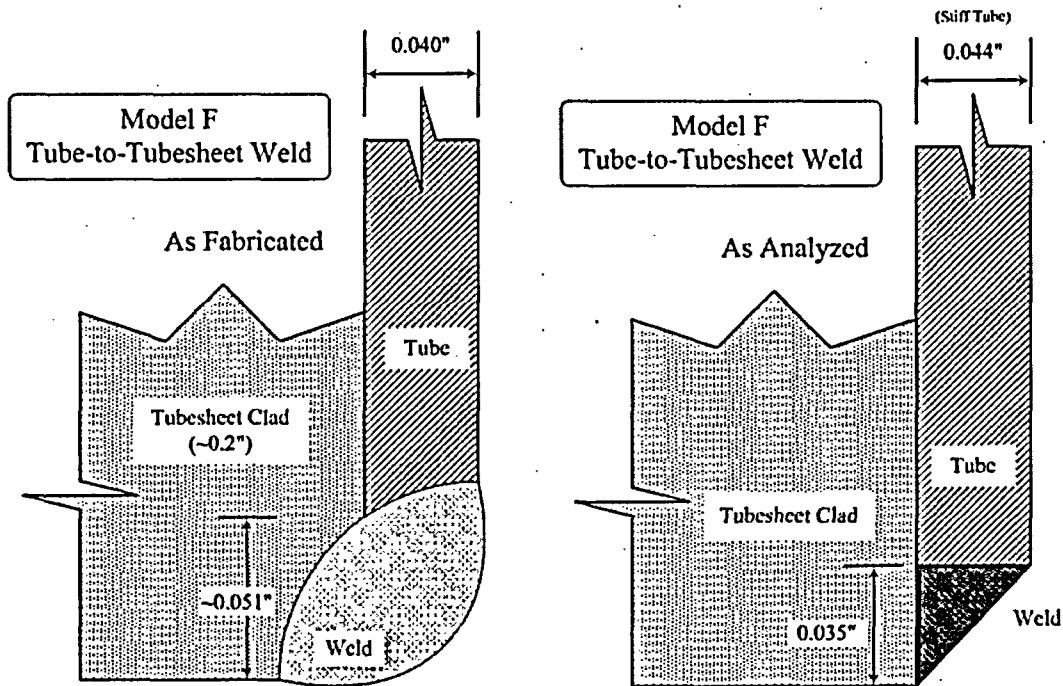 0.040"
Model F
Tube-to-Tubesheet Weld
As Fabricated
Tube
Tubesheet Clad
(~0.2")
~0.051"
Weld
(Stiff Tube)
0.044"
Model F
Tube-to-Tubesheet Weld
As Analyzed
Tube
Tubesheet Clad
0.035"
Weld